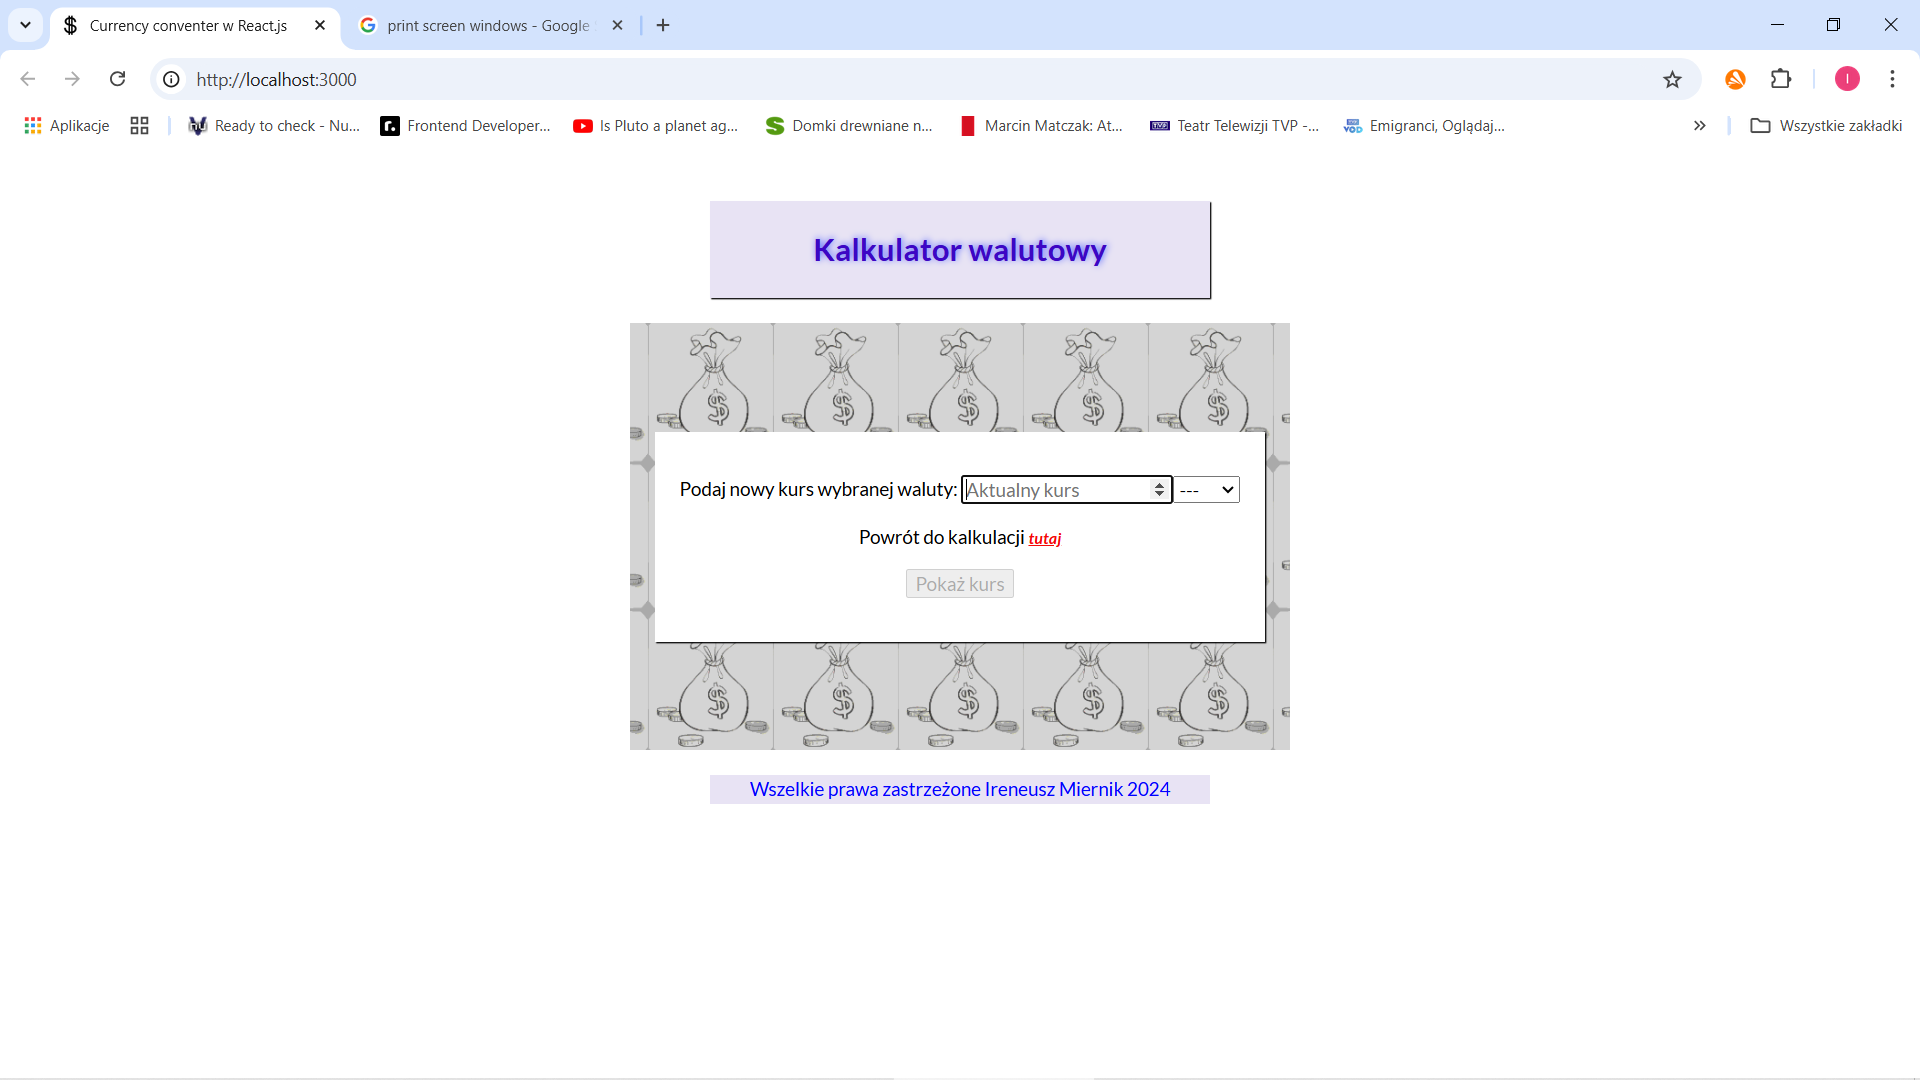 Currency conventer w React.js
print screen windows - Google
http://localhost:3000
Aplikacje
Ready to check - Nu...
Frontend Developer...
Is Pluto a planet ag...
Domki drewniane n...
Marcin Matczak: At...
Teatr Telewizji TVP -...
Emigranci, Oglądaj...
Wszystkie zakładki
Kalkulator walutowy
Podaj nowy kurs wybranej waluty: Aktualny kurs ---
Powrót do kalkulacji tutaj
Pokaż kurs
Wszelkie prawa zastrzeżone Ireneusz Miernik 2024